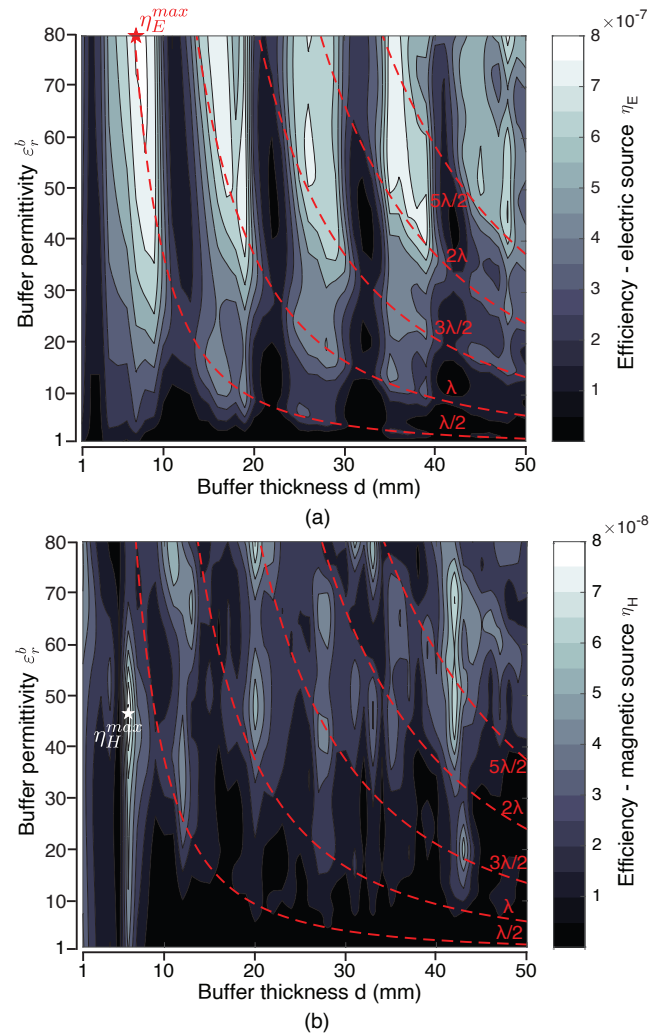 η_E^{max}
×10⁻⁷
80
70
60
50
40
30
20
10
1
Buffer permittivity ε_r^b
5λ/2
2λ
3λ/2
λ
λ/2
1
10
20
30
40
50
Buffer thickness d (mm)
8
7
6
5
4
3
2
1
Efficiency - electric source η_E
(a)
×10⁻⁸
80
70
60
50
40
30
20
10
1
Buffer permittivity ε_r^b
η_H^{max}
5λ/2
2λ
3λ/2
λ
λ/2
1
10
20
30
40
50
Buffer thickness d (mm)
8
7
6
5
4
3
2
1
Efficiency - magnetic source η_H
(b)